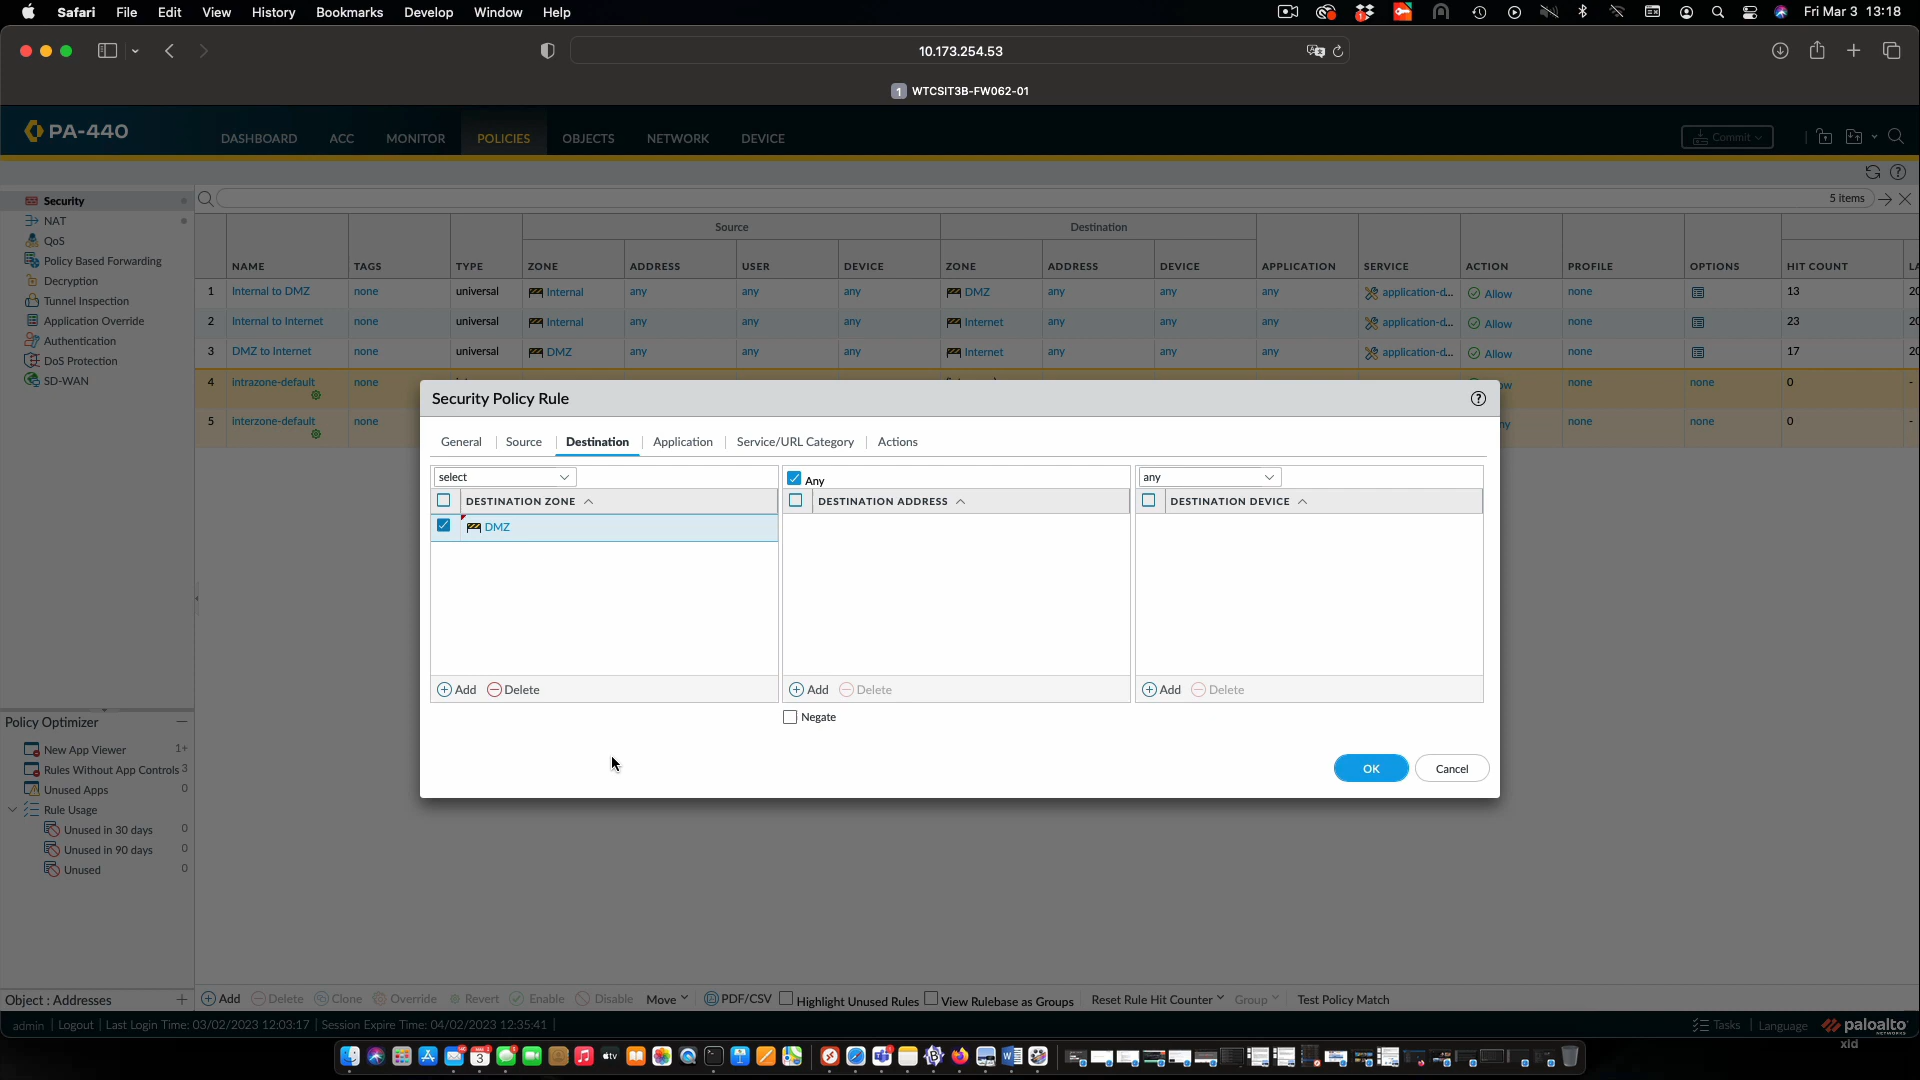 Safari File Edit View History Bookmarks Develop Window Help Fri Mar 3 13:18
10.173.254.53
1 WTCSIT3B-FW062-01
PA-440 DASHBOARD ACC MONITOR POLICIES OBJECTS NETWORK DEVICE Commit
Security
NAT
QoS
Policy Based Forwarding
Decryption
Tunnel Inspection
Application Override
Authentication
DoS Protection
SD-WAN
5 items
Source Destination
NAME TAGS TYPE ZONE ADDRESS USER DEVICE ZONE ADDRESS DEVICE APPLICATION SERVICE ACTION PROFILE OPTIONS HIT COUNT
1 Internal to DMZ none universal Internal any any any DMZ any any any application-d... Allow none 13
2 Internal to Internet none universal Internal any any any Internet any any any application-d... Allow none 23
3 DMZ to Internet none universal DMZ any any any Internet any any any application-d... Allow none 17
4 intrazone-default none none none 0 -
5 interzone-default none none none 0 -
Security Policy Rule
General Source Destination Application Service/URL Category Actions
select Any any
DESTINATION ZONE DESTINATION ADDRESS DESTINATION DEVICE
DMZ
Add Delete Add Delete Add Delete
Negate
OK Cancel
Policy Optimizer
New App Viewer 1+
Rules Without App Controls 3
Unused Apps 0
Rule Usage
Unused in 30 days 0
Unused in 90 days 0
Unused 0
Object : Addresses
Add Delete Clone Override Revert Enable Disable Move PDF/CSV Highlight Unused Rules View Rulebase as Groups Reset Rule Hit Counter Group Test Policy Match
admin | Logout | Last Login Time: 03/02/2023 12:03:17 | Session Expire Time: 04/02/2023 12:35:41 | Tasks | Language paloalto
NETWORKS
xld